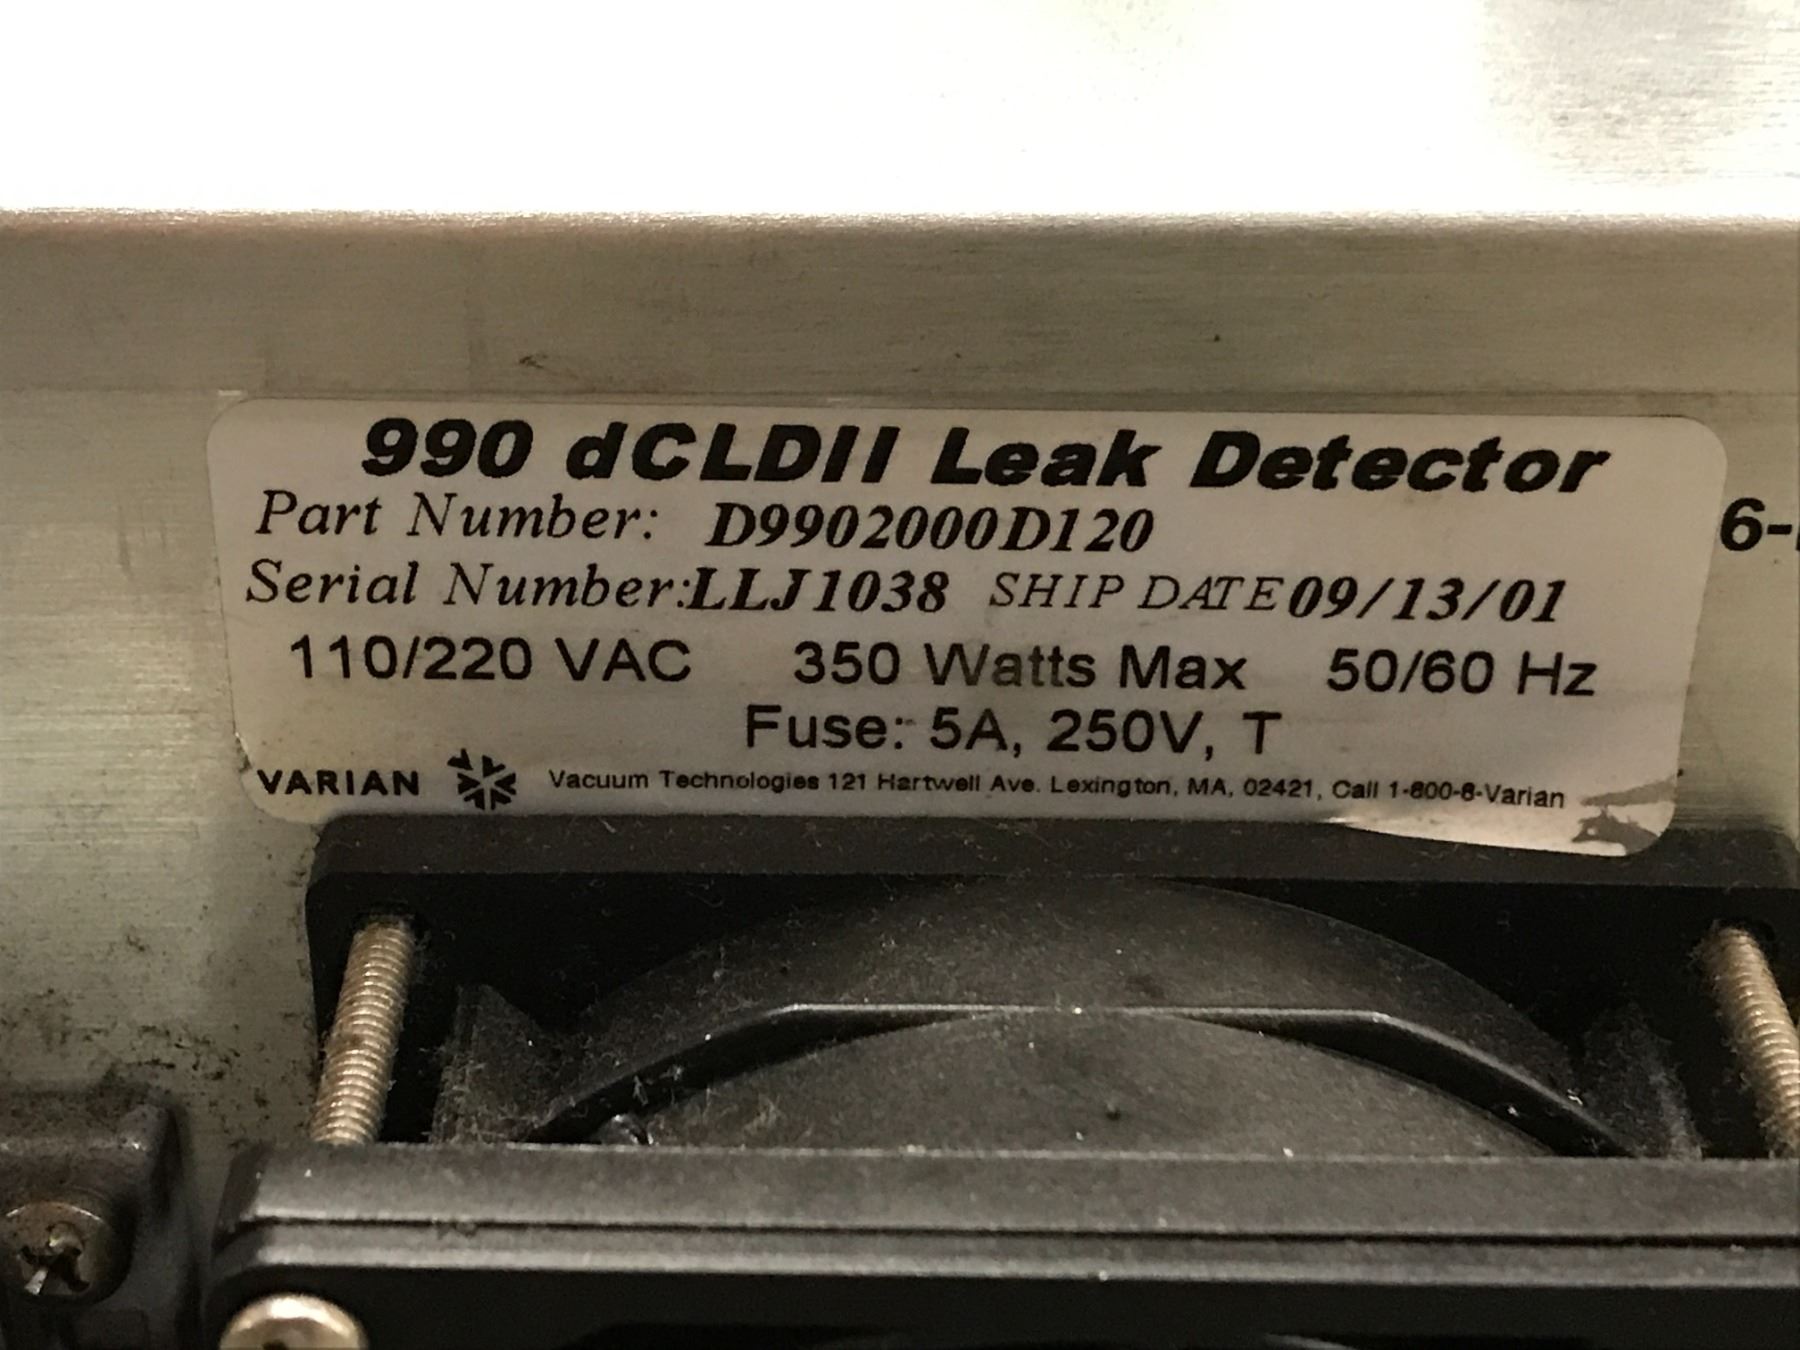 990 dCLDII Leak Detector
Part Number: D9902000D120
Serial Number:LLJ1038 SHIP DATE 09/13/01
110/220 VAC 350 Watts Max 50/60 Hz
Fuse: 5A, 250V, T
VARIAN Vacuum Technologies 121 Hartwell Ave. Lexington, MA, 02421, Call 1-800-8-Varian
6-